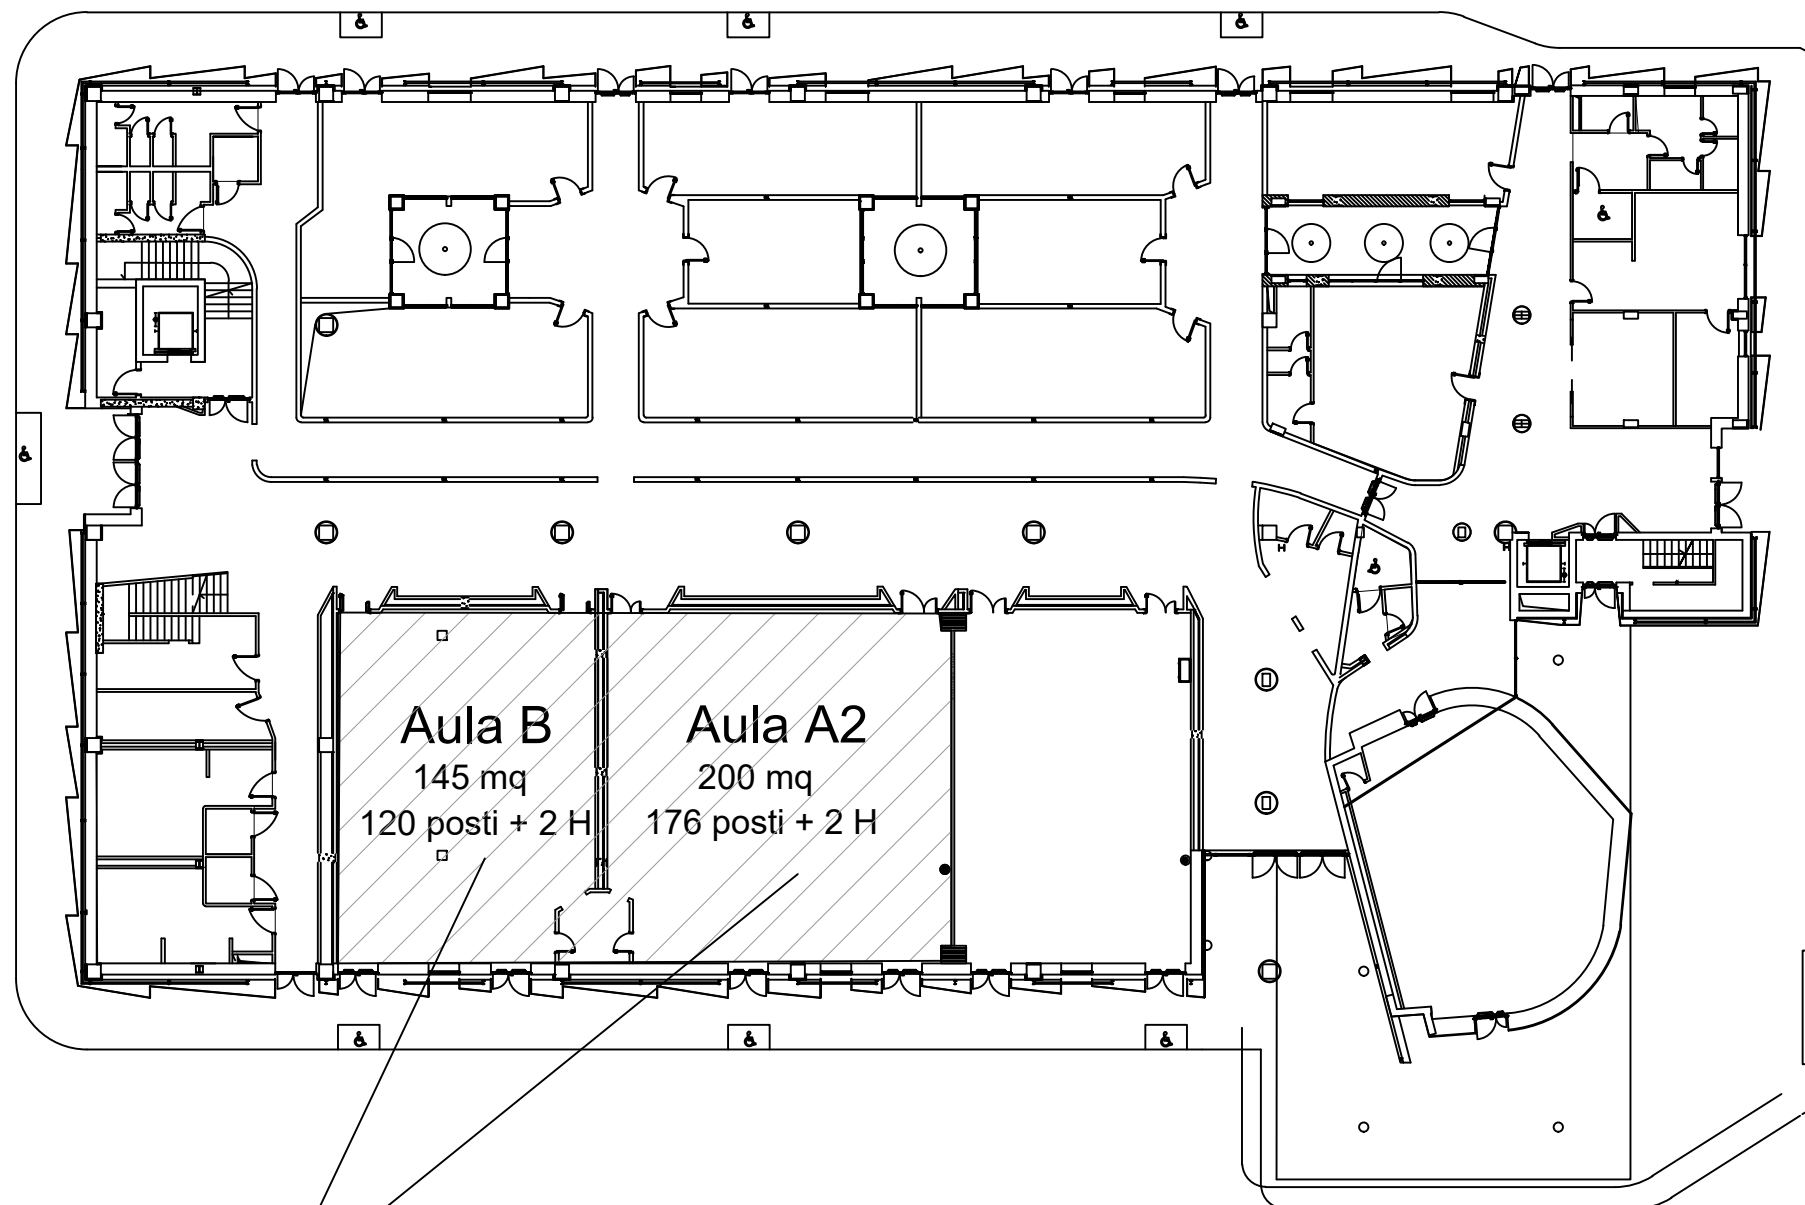 Aula B
145 mq
120 posti + 2 H
Aula A2
200 mq
176 posti + 2 H
H
H